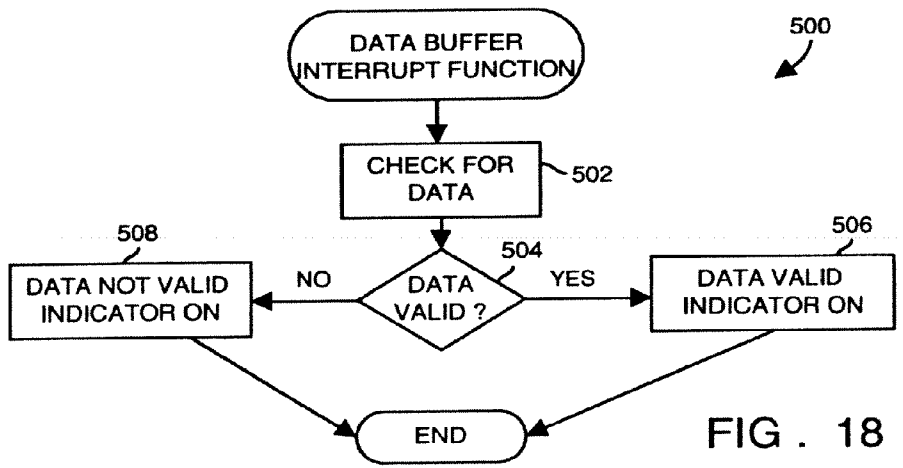 DATA BUFFER
INTERRUPT FUNCTION
500
CHECK FOR
DATA
502
508
504
506
DATA NOT VALID
INDICATOR ON
NO
DATA
VALID ?
YES
DATA VALID
INDICATOR ON
END
FIG . 18